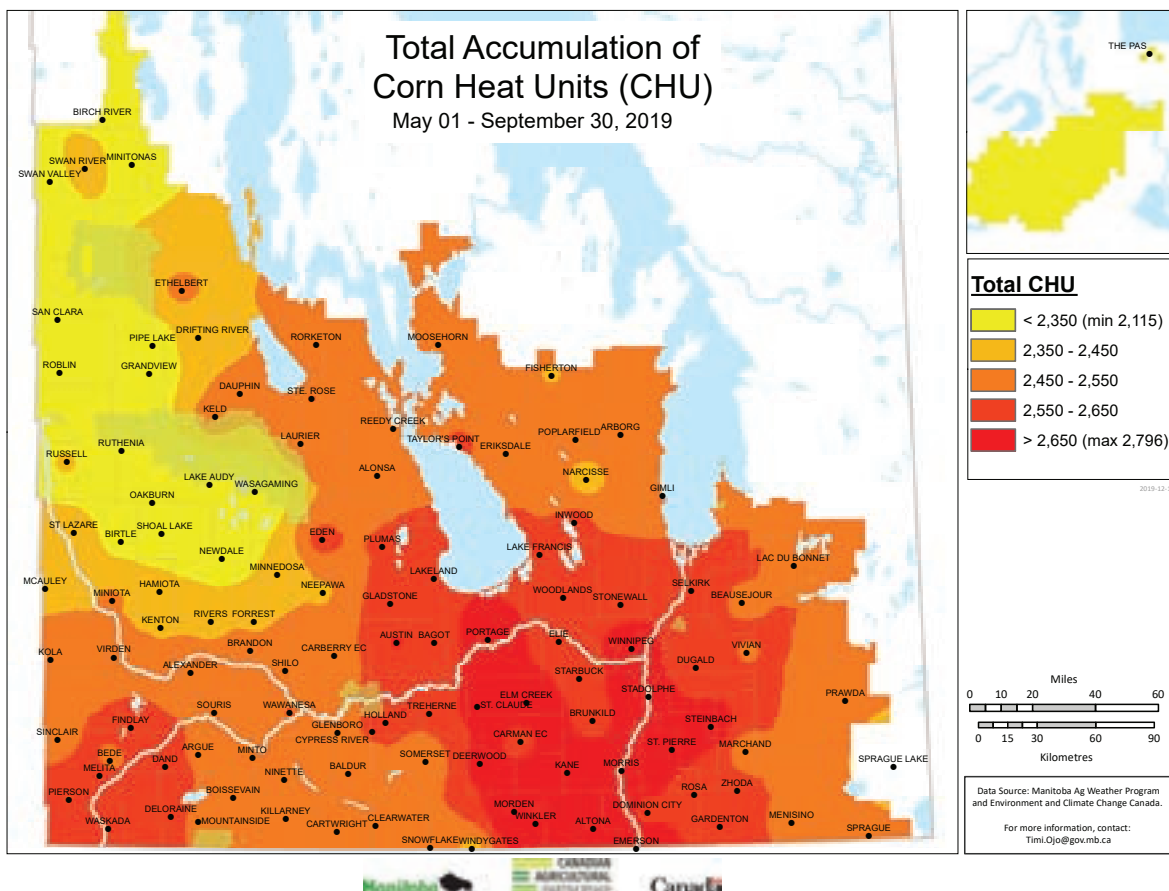 Total Accumulation of
Corn Heat Units (CHU)
May 01 - September 30, 2019
THE PAS
BIRCH RIVER
SWAN RIVER
MINITONAS
SWAN VALLEY
ETHELBERT
SAN CLARA
DRIFTING RIVER
PIPE LAKE
RORKETON
MOOSEHORN
ROBLIN
GRANDVIEW
FISHERTON
DAUPHIN
STE. ROSE
KELD
REEDY CREEK
LAURIER
TAYLOR'S POINT
ERIKSDALE
POPLARFIELD
ARBORG
RUTHENIA
RUSSELL
ALONSA
NARCISSE
LAKE AUDY
WASAGAMING
GIMLI
OAKBURN
ST LAZARE
BIRTLE
SHOAL LAKE
EDEN
PLUMAS
INWOOD
LAKE FRANCIS
NEWDALE
LAC DU BONNET
MINNEDOSA
LAKELAND
MCAULEY
HAMIOTA
MINIOTA
NEEPAWA
GLADSTONE
WOODLANDS
STONEWALL
SELKIRK
BEAUSEJOUR
KENTON
RIVERS
FORREST
BRANDON
AUSTIN
BAGOT
PORTAGE
ELIE
WINNIPEG
VIVIAN
KOLA
VIRDEN
ALEXANDER
SHILO
CARBERRY EC
STARBUCK
DUGALD
ELM CREEK
ST. CLAUDE
STADOLPHE
PRAWDA
SOURIS
WAWANESA
TREHERNE
HOLLAND
GLENBORO
CYPRESS RIVER
BRUNKILD
STEINBACH
FINDLAY
SINCLAIR
ARGUE
MINTO
CARMAN EC
ST. PIERRE
MARCHAND
BEDE
MELITA
DAND
NINETTE
BALDUR
SOMERSET
DEERWOOD
KANE
MORRIS
SPRAGUE LAKE
PIERSON
BOISSEVAIN
ROSA
ZHODA
DELORAINE
MOUNTAINSIDE
KILLARNEY
MORDEN
WINKLER
DOMINION CITY
WASKADA
CARTWRIGHT
CLEARWATER
ALTONA
GARDENTON
MENISINO
SNOWFLAKE
WINDYGATES
EMERSON
SPRAGUE
Total CHU
< 2,350 (min 2,115)
2,350 - 2,450
2,450 - 2,550
2,550 - 2,650
> 2,650 (max 2,796)
Miles
0 5 10 20 40 60
0 15 30 60 90
Kilometres
Data Source: Manitoba Ag Weather Program
and Environment and Climate Change Canada.
For more information, contact:
Timi.Ojo@gov.mb.ca
Manitoba
CANADIAN
AGRICULTURAL
Canada